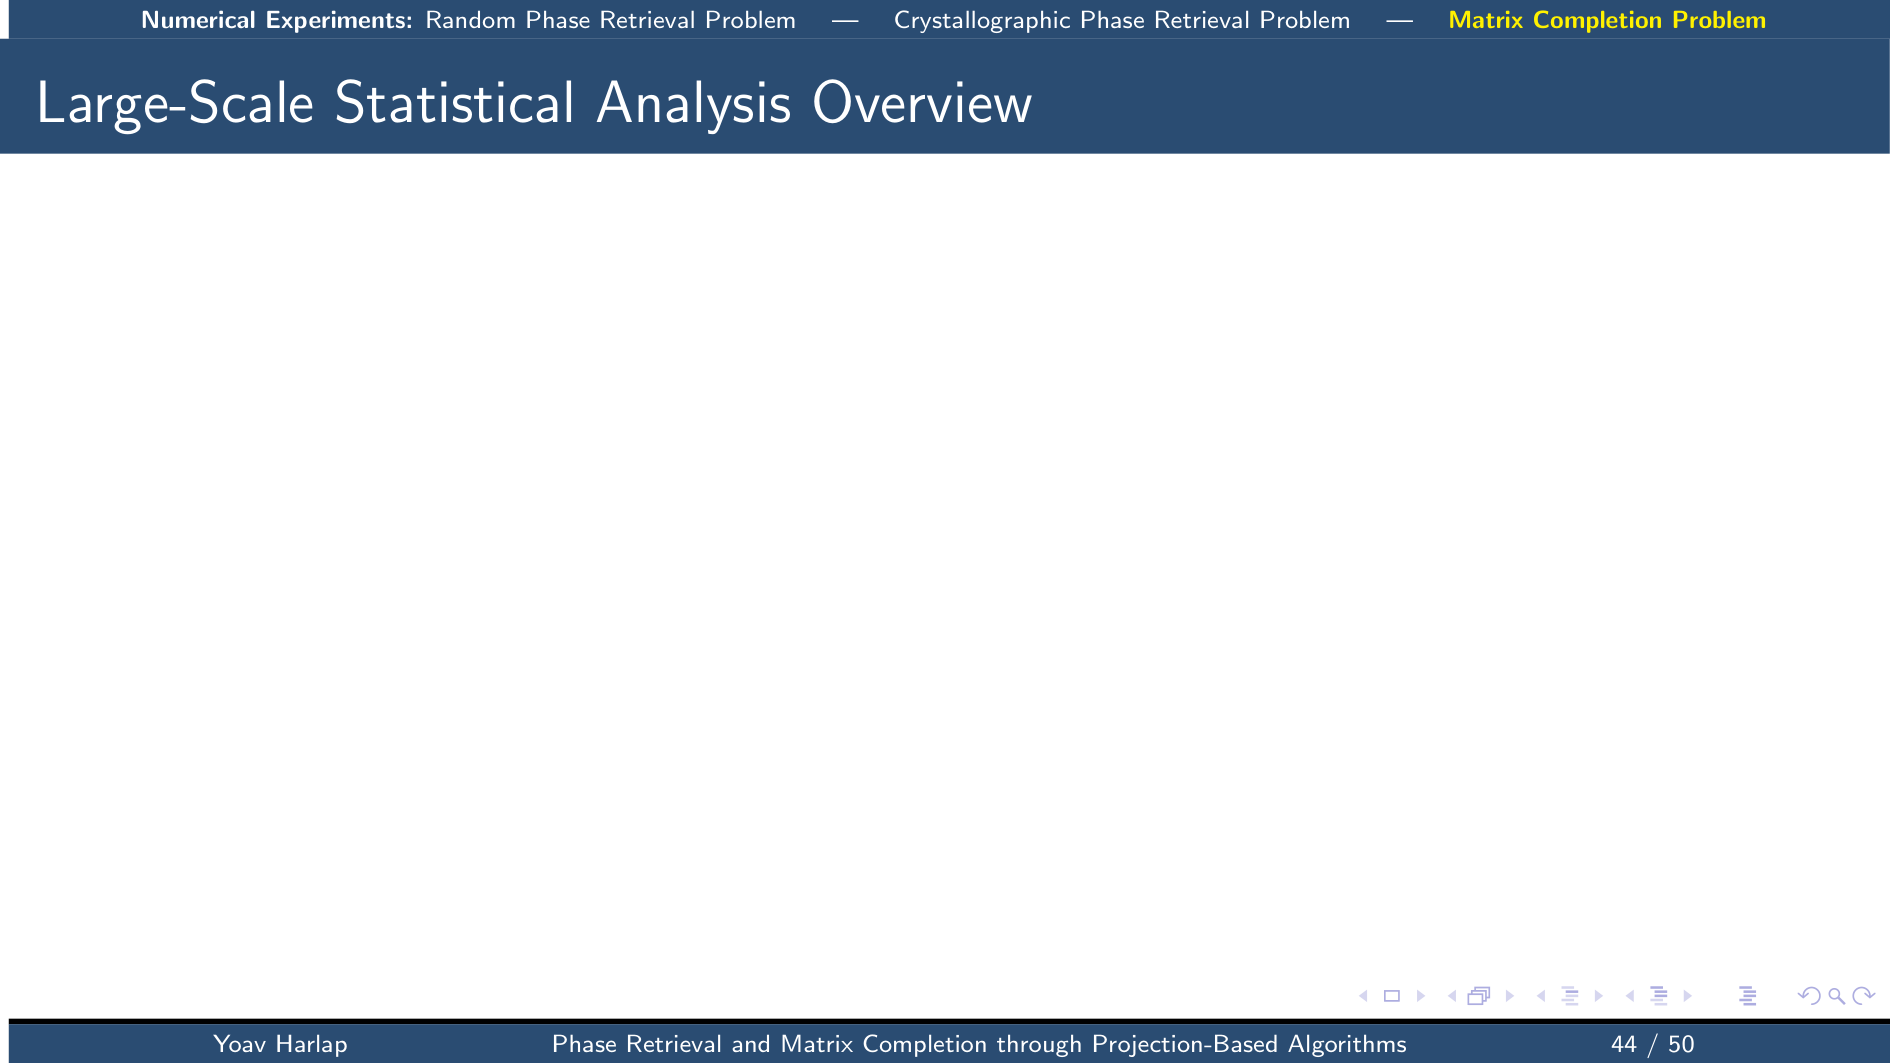 Numerical Experiments: Random Phase Retrieval Problem — Crystallographic Phase Retrieval Problem — Matrix Completion Problem
Large-Scale Statistical Analysis Overview
Yoav Harlap Phase Retrieval and Matrix Completion through Projection-Based Algorithms 44 / 50